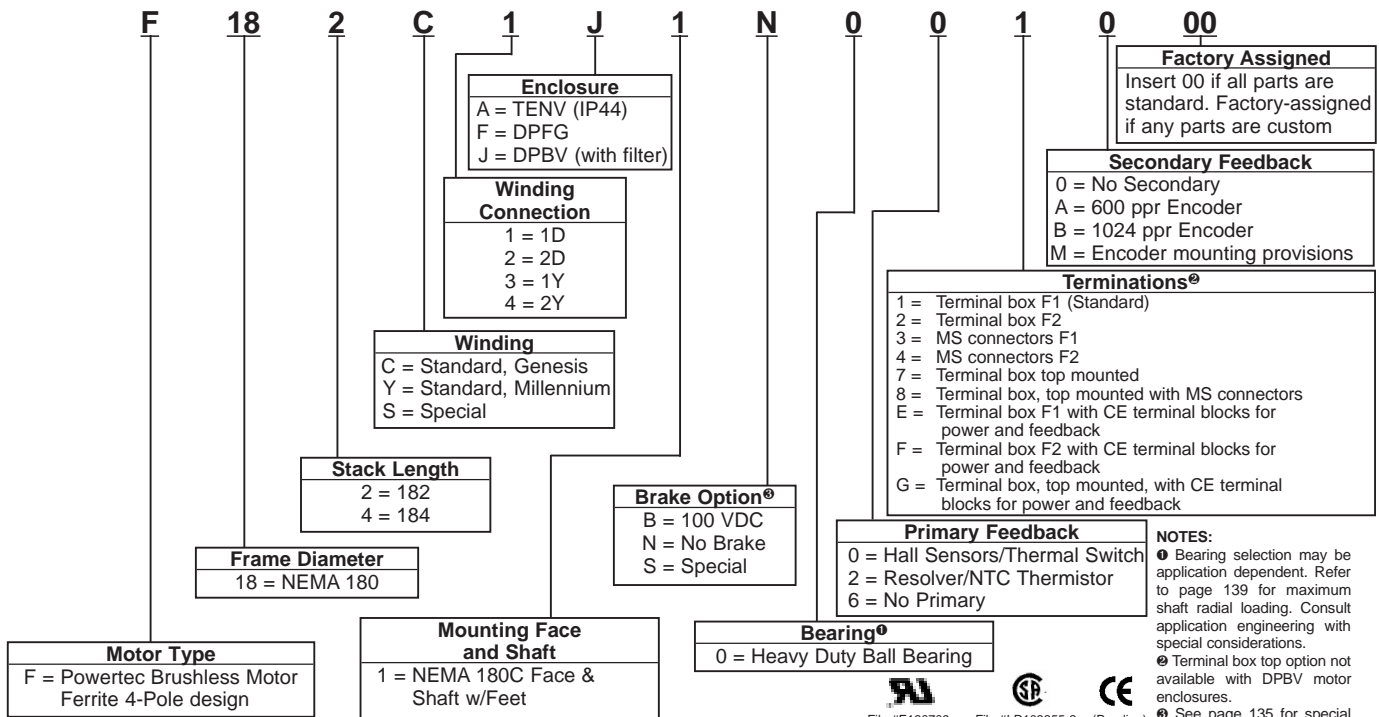 F 18 2 C 1 J 1 N 0 0 1 0 00
Factory Assigned
Insert 00 if all parts are
standard. Factory-assigned
if any parts are custom
Enclosure
A = TENV (IP44)
F = DPFG
J = DPBV (with filter)
Secondary Feedback
0 = No Secondary
A = 600 ppr Encoder
B = 1024 ppr Encoder
M = Encoder mounting provisions
Winding
Connection
1 = 1D
2 = 2D
3 = 1Y
4 = 2Y
Terminations❷
1 = Terminal box F1 (Standard)
2 = Terminal box F2
3 = MS connectors F1
4 = MS connectors F2
7 = Terminal box top mounted
8 = Terminal box, top mounted with MS connectors
E = Terminal box F1 with CE terminal blocks for
power and feedback
F = Terminal box F2 with CE terminal blocks for
power and feedback
G = Terminal box, top mounted, with CE terminal
blocks for power and feedback
Winding
C = Standard, Genesis
Y = Standard, Millennium
S = Special
Stack Length
2 = 182
4 = 184
Brake Option❸
B = 100 VDC
N = No Brake
S = Special
Primary Feedback
0 = Hall Sensors/Thermal Switch
2 = Resolver/NTC Thermistor
6 = No Primary
Frame Diameter
18 = NEMA 180
Mounting Face
and Shaft
1 = NEMA 180C Face &
Shaft w/Feet
Bearing❶
0 = Heavy Duty Ball Bearing
Motor Type
F = Powertec Brushless Motor
Ferrite 4-Pole design
NOTES:
❶ Bearing selection may be
application dependent. Refer
to page 139 for maximum
shaft radial loading. Consult
application engineering with
special considerations.
❷ Terminal box top option not
available with DPBV motor
enclosures.
❸ See page 135 for special
SA
CE